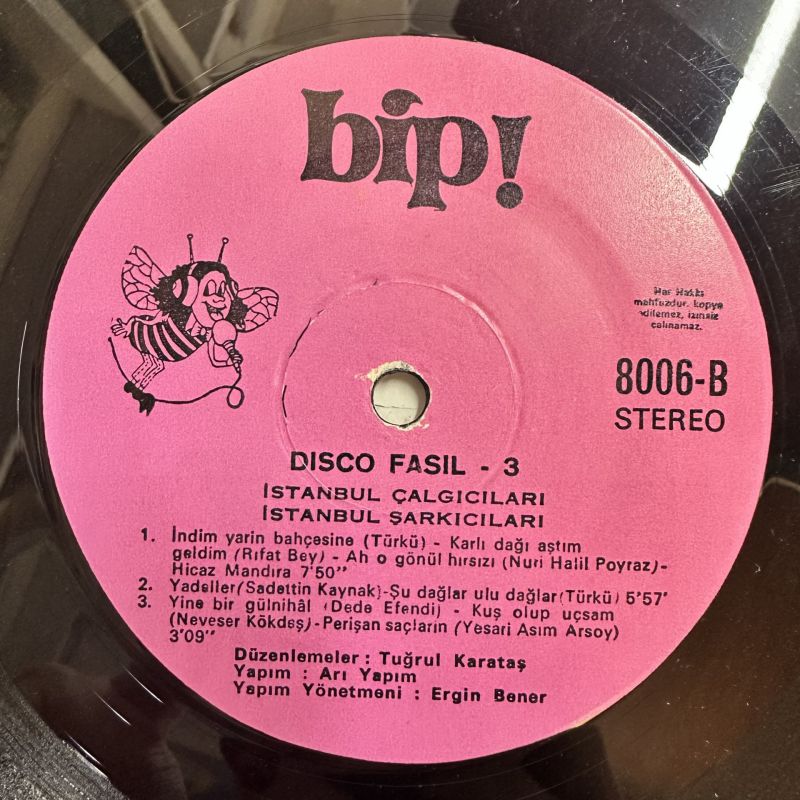 bip!
Her Hakkı
mahfuzdur. kopya
edilemez, izinsiz
çalınamaz.
8006-B
STEREO
DISCO FASIL - 3
İSTANBUL ÇALGICILARI
İSTANBUL ŞARKICILARI
1. İndim yarin bahçesine (Türkü) - Karlı dağı aştım
geldim (Rıfat Bey) - Ah o gönül hırsızı (Nuri Halil Poyraz)-
Hicaz Mandıra 7'50"
2. Yadeller(Sadettin Kaynak)-Şu dağlar ulu dağlar(Türkü) 5'57'
3. Yine bir gülnihâl (Dede Efendi) - Kuş olup uçsam
(Neveser Kökdeş)-Perişan saçların (Yesari Asım Arsoy)
3'09"
Düzenlemeler : Tuğrul Karataş
Yapım : Arı Yapım
Yapım Yönetmeni : Ergin Bener